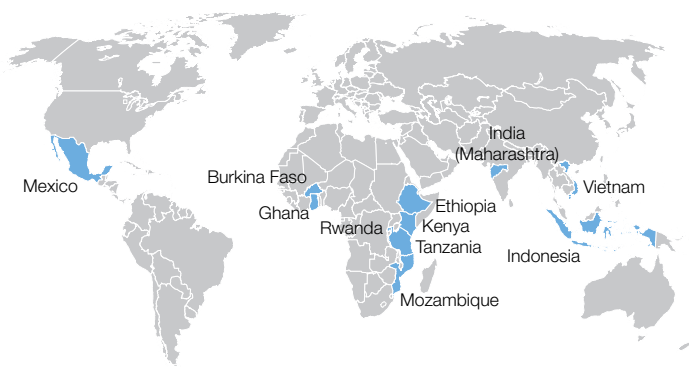 India
(Maharashtra)
Burkina Faso
Mexico
Vietnam
Ethiopia
Ghana
Rwanda
Kenya
Tanzania
Indonesia
Mozambique